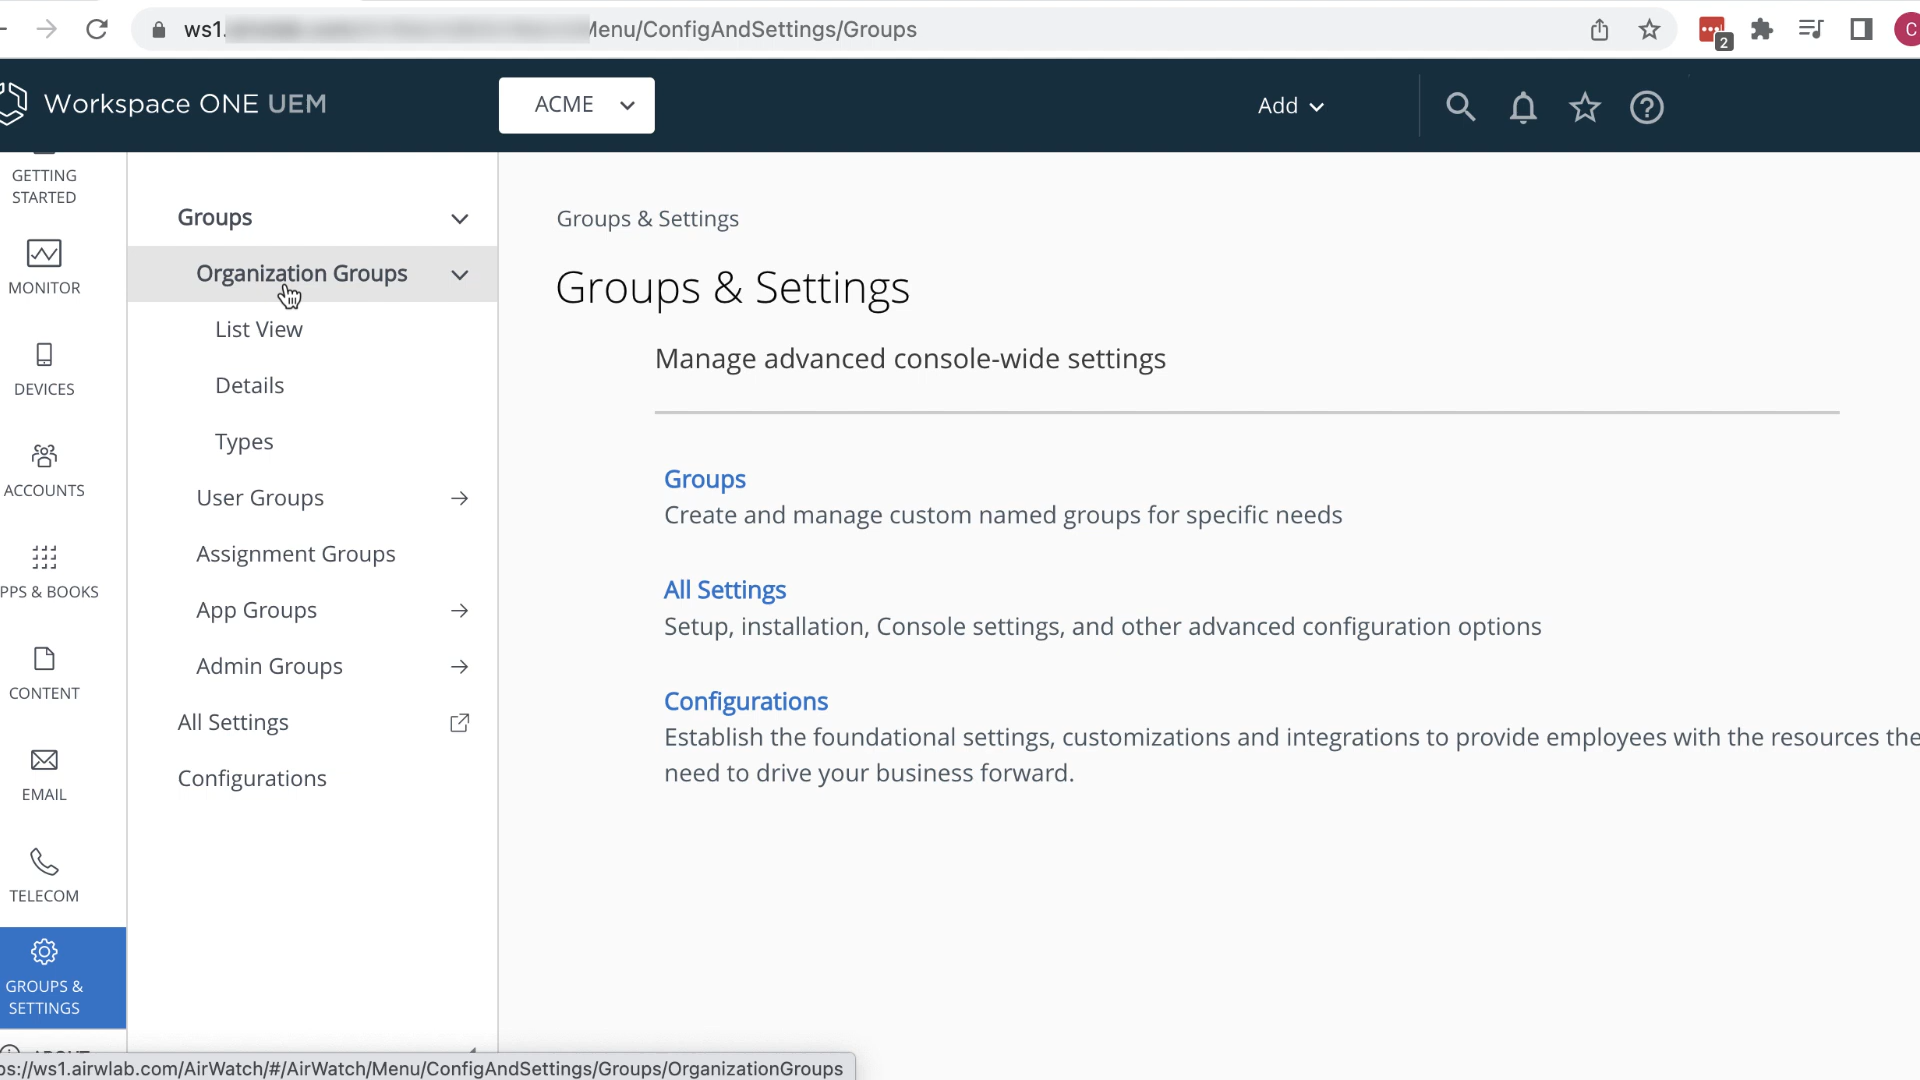 ws1.
Menu/ConfigAndSettings/Groups
2
C
Workspace ONE UEM
ACME
Add
GETTING
STARTED
MONITOR
DEVICES
ACCOUNTS
PPS & BOOKS
CONTENT
EMAIL
TELECOM
GROUPS &
SETTINGS
Groups
Organization Groups
List View
Details
Types
User Groups
Assignment Groups
App Groups
Admin Groups
All Settings
Configurations
Groups & Settings
Groups & Settings
Manage advanced console-wide settings
Groups
Create and manage custom named groups for specific needs
All Settings
Setup, installation, Console settings, and other advanced configuration options
Configurations
Establish the foundational settings, customizations and integrations to provide employees with the resources the
need to drive your business forward.
ps://ws1.airwlab.com/AirWatch/#/AirWatch/Menu/ConfigAndSettings/Groups/OrganizationGroups